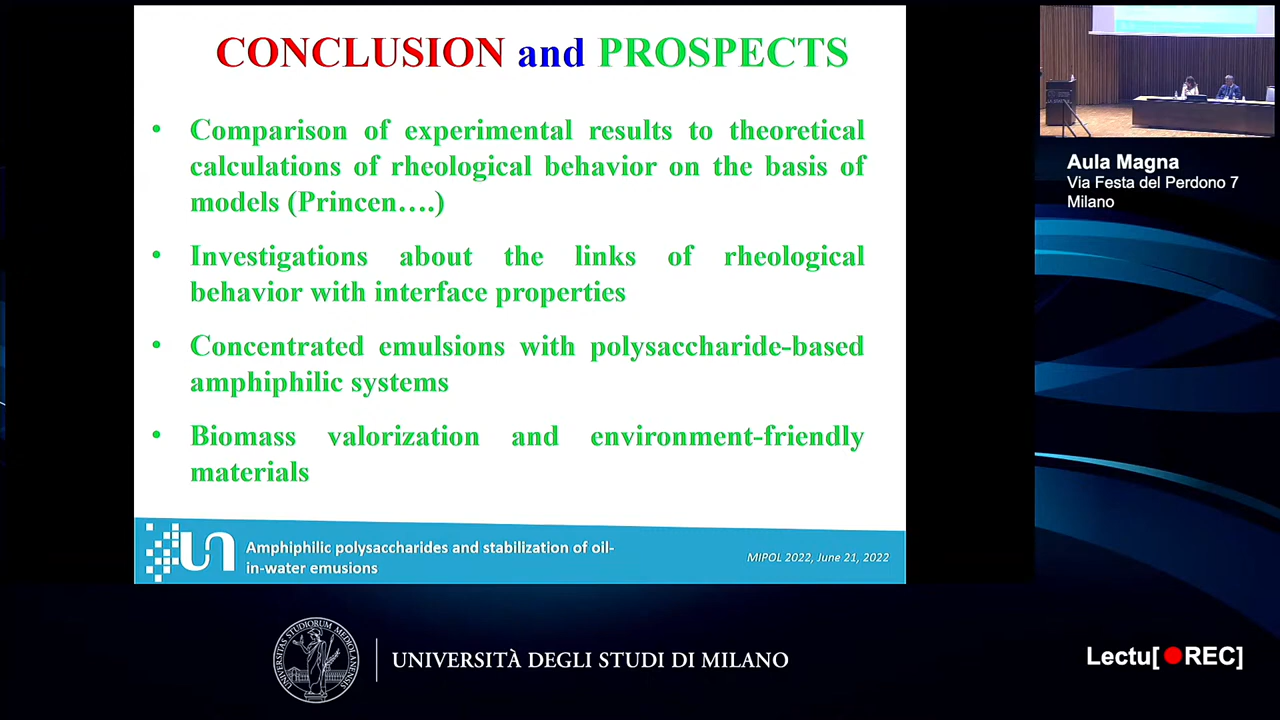 CONCLUSION and PROSPECTS
• Comparison of experimental results to theoretical
calculations of rheological behavior on the basis of
models (Princen….)
• Investigations about the links of rheological
behavior with interface properties
• Concentrated emulsions with polysaccharide-based
amphiphilic systems
• Biomass valorization and environment-friendly
materials
UN
Amphiphilic polysaccharides and stabilization of oil-
in-water emusions
MIPOL 2022, June 21, 2022
Aula Magna
Via Festa del Perdono 7
Milano
UNIVERSITÀ DEGLI STUDI DI MILANO
Lectu[REC]